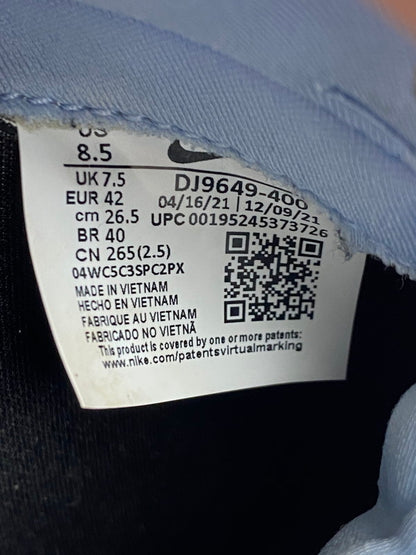 US
8.5
UK 7.5
EUR 42
cm 26.5
BR 40
CN 265(2.5)
04WC5C3SPC2PX
MADE IN VIETNAM
HECHO EN VIETNAM
FABRIQUE AU VIETNAM
FABRICADO NO VIETNÃ
DJ9649-400
04/16/21 | 12/09/21
UPC 00195245373726
This product is covered by one or more patents:
www.nike.com/patentsvirtualmarking